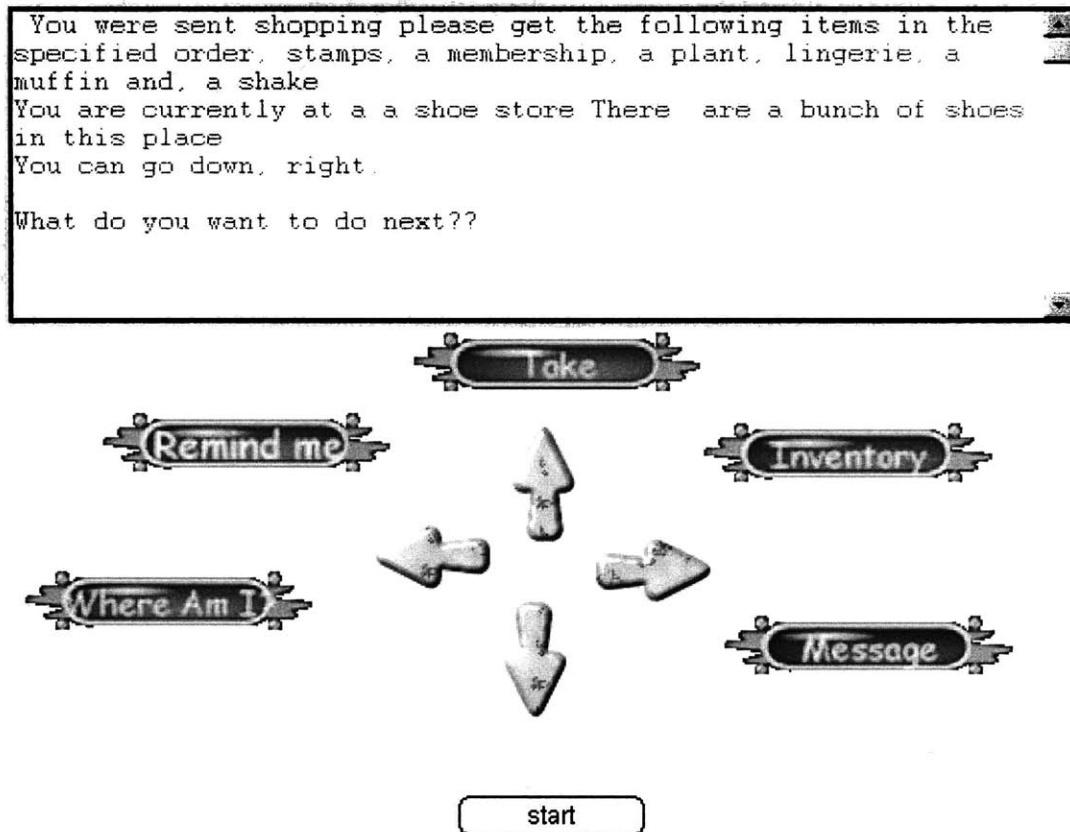 You were sent shopping please get the following items in the
specified order, stamps, a membership, a plant, lingerie, a
muffin and, a shake
You are currently at a a shoe store There  are a bunch of shoes
in this place
You can go down, right.
What do you want to do next??
Take
Remind me
Inventory
Where Am I?
Message
start